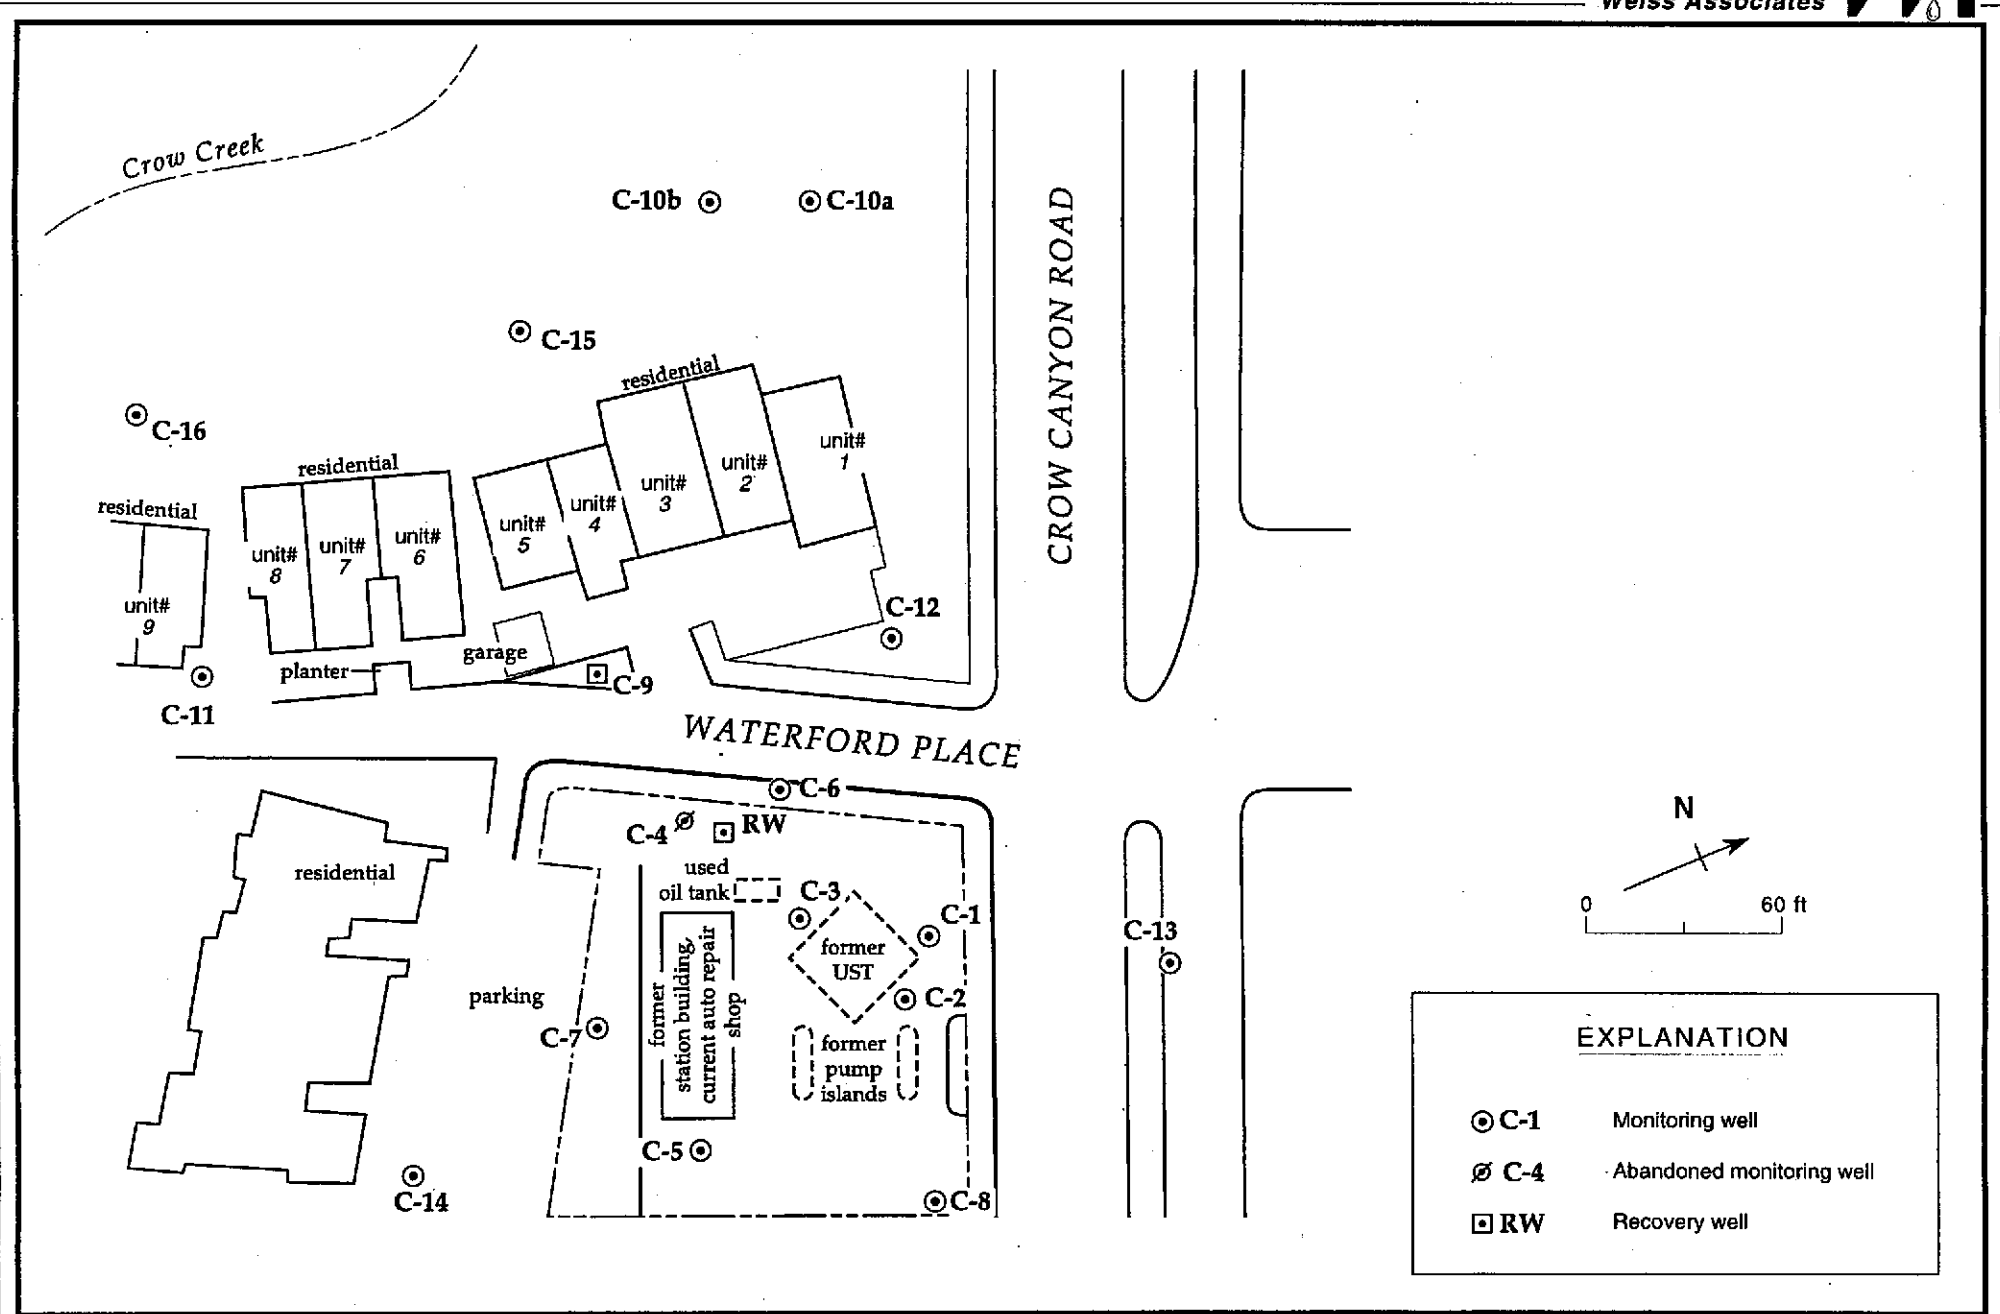 Weiss Associates
Crow Creek
C-10b
C-10a
CROW CANYON ROAD
C-15
residential
C-16
unit#
1
unit#
2
unit#
3
unit#
4
unit#
5
residential
unit#
6
unit#
7
unit#
8
residential
unit#
9
C-12
garage
planter
C-9
C-11
WATERFORD PLACE
C-6
C-4
RW
used
oil tank
C-3
C-1
former
UST
C-2
C-13
residential
parking
C-7
former
station building,
current auto repair
shop
former
pump
islands
C-5
C-8
C-14
N
0 60 ft
EXPLANATION
C-1 Monitoring well
C-4 Abandoned monitoring well
RW Recovery well